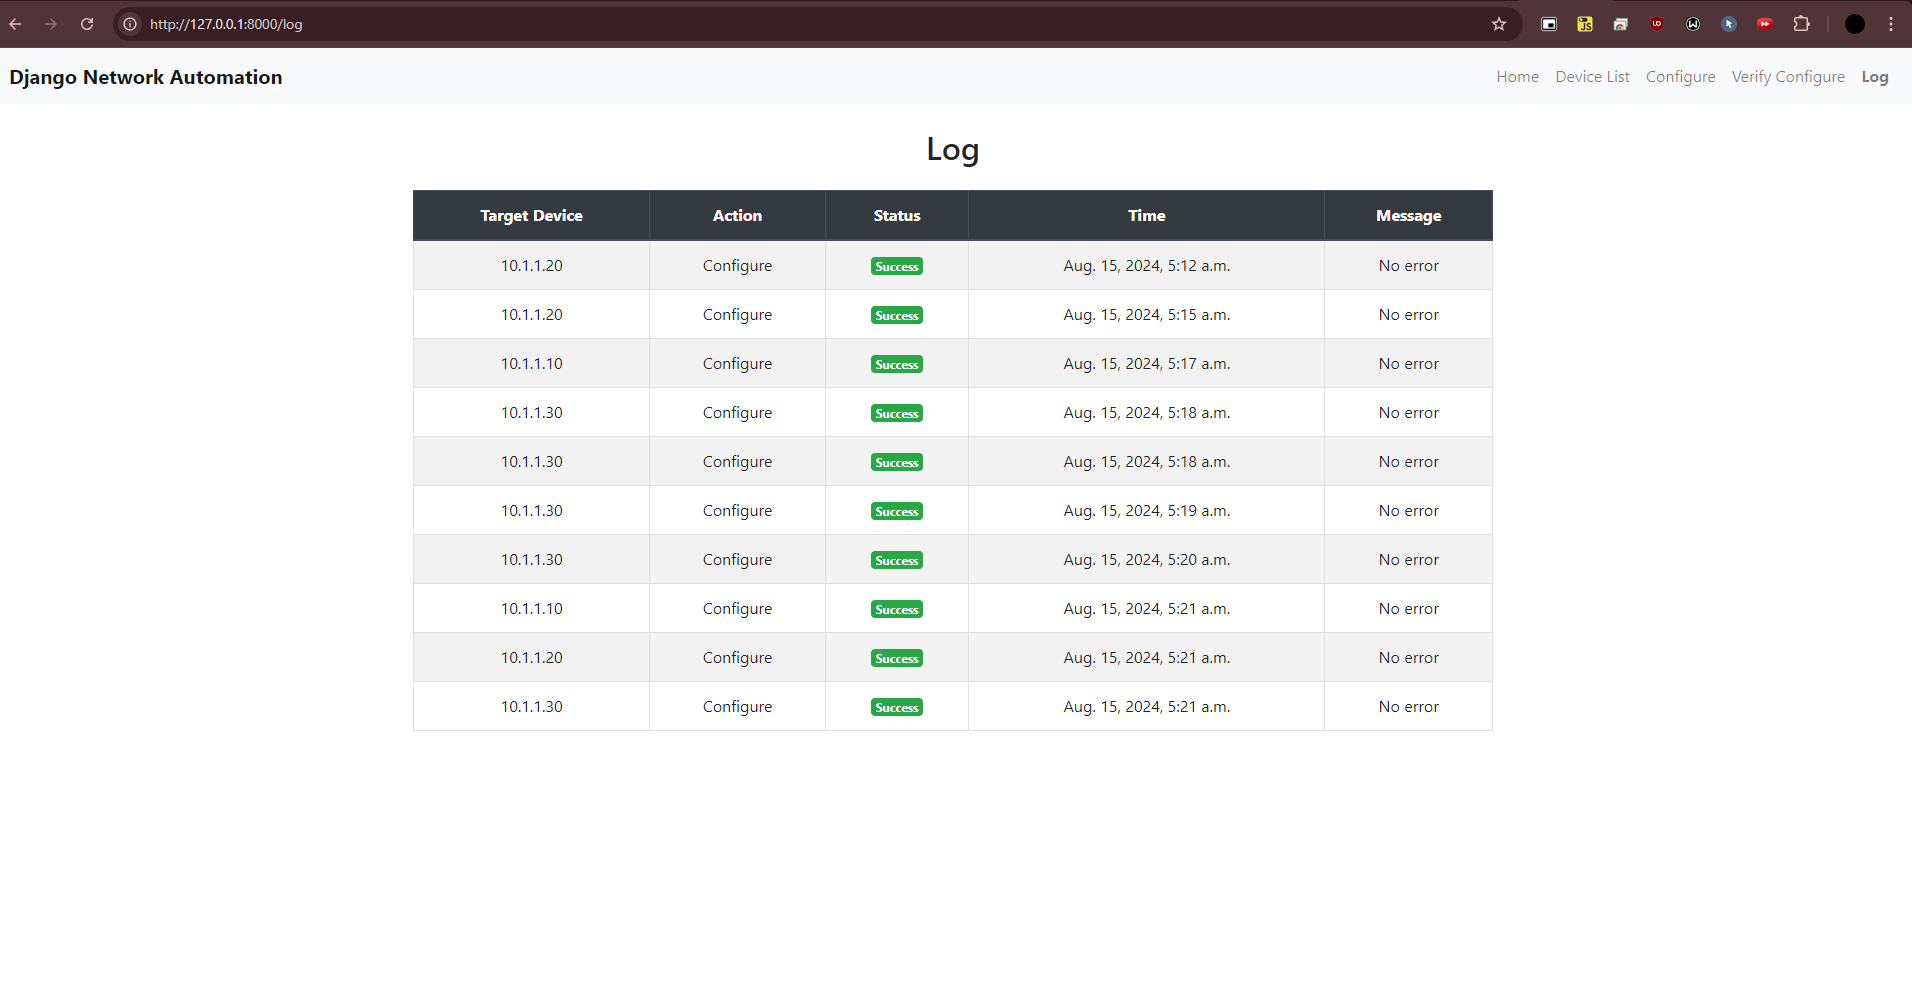 http://127.0.0.1:8000/log
Django Network Automation
Home Device List Configure Verify Configure Log
Log
Target Device Action Status Time Message
10.1.1.20 Configure Success Aug. 15, 2024, 5:12 a.m. No error
10.1.1.20 Configure Success Aug. 15, 2024, 5:15 a.m. No error
10.1.1.10 Configure Success Aug. 15, 2024, 5:17 a.m. No error
10.1.1.30 Configure Success Aug. 15, 2024, 5:18 a.m. No error
10.1.1.30 Configure Success Aug. 15, 2024, 5:18 a.m. No error
10.1.1.30 Configure Success Aug. 15, 2024, 5:19 a.m. No error
10.1.1.30 Configure Success Aug. 15, 2024, 5:20 a.m. No error
10.1.1.10 Configure Success Aug. 15, 2024, 5:21 a.m. No error
10.1.1.20 Configure Success Aug. 15, 2024, 5:21 a.m. No error
10.1.1.30 Configure Success Aug. 15, 2024, 5:21 a.m. No error